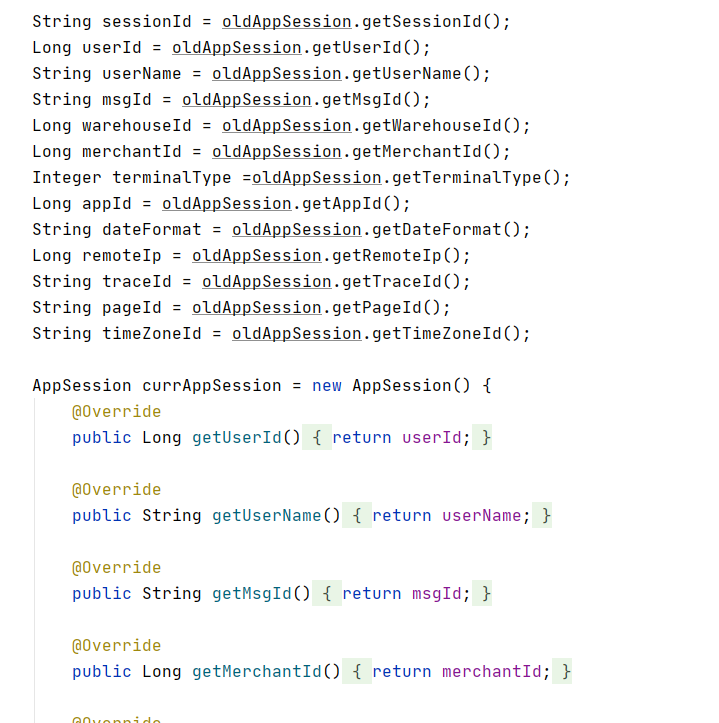 String sessionId = oldAppSession.getSessionId();
Long userId = oldAppSession.getUserId();
String userName = oldAppSession.getUserName();
String msgId = oldAppSession.getMsgId();
Long warehouseId = oldAppSession.getWarehouseId();
Long merchantId = oldAppSession.getMerchantId();
Integer terminalType =oldAppSession.getTerminalType();
Long appId = oldAppSession.getAppId();
String dateFormat = oldAppSession.getDateFormat();
Long remoteIp = oldAppSession.getRemoteIp();
String traceId = oldAppSession.getTraceId();
String pageId = oldAppSession.getPageId();
String timeZoneId = oldAppSession.getTimeZoneId();
AppSession currAppSession = new AppSession() {
@Override
public Long getUserId() { return userId; }
@Override
public String getUserName() { return userName; }
@Override
public String getMsgId() { return msgId; }
@Override
public Long getMerchantId() { return merchantId; }
@Override